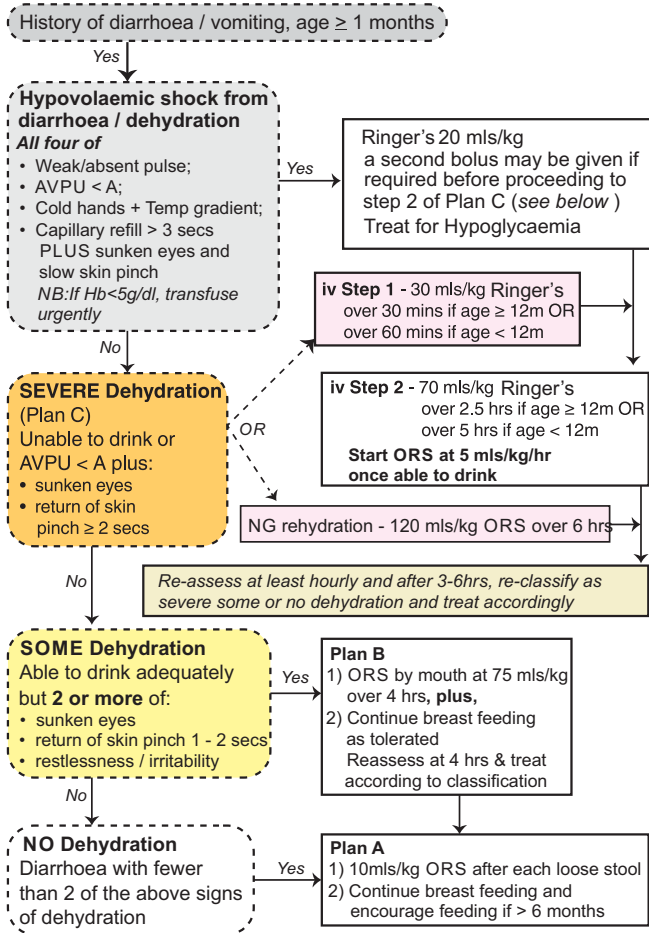 History of diarrhoea / vomiting, age ≥ 1 months
Yes
Hypovolaemic shock from
diarrhoea / dehydration
All four of
• Weak/absent pulse;
• AVPU < A;
• Cold hands + Temp gradient;
• Capillary refill > 3 secs
PLUS sunken eyes and
slow skin pinch
NB:If Hb<5g/dl, transfuse
urgently
Yes
Ringer's 20 mls/kg
a second bolus may be given if
required before proceeding to
step 2 of Plan C (see below )
Treat for Hypoglycaemia
No
SEVERE Dehydration
(Plan C)
Unable to drink or
AVPU < A plus:
• sunken eyes
• return of skin
pinch ≥ 2 secs
OR
iv Step 1 - 30 mls/kg Ringer's
over 30 mins if age ≥ 12m OR
over 60 mins if age < 12m
iv Step 2 - 70 mls/kg Ringer's
over 2.5 hrs if age ≥ 12m OR
over 5 hrs if age < 12m
Start ORS at 5 mls/kg/hr
once able to drink
NG rehydration - 120 mls/kg ORS over 6 hrs
Re-assess at least hourly and after 3-6hrs, re-classify as
severe some or no dehydration and treat accordingly
No
SOME Dehydration
Able to drink adequately
but 2 or more of:
• sunken eyes
• return of skin pinch 1 - 2 secs
• restlessness / irritability
Yes
Plan B
1) ORS by mouth at 75 mls/kg
over 4 hrs, plus,
2) Continue breast feeding
as tolerated
Reassess at 4 hrs & treat
according to classification
No
NO Dehydration
Diarrhoea with fewer
than 2 of the above signs
of dehydration
Yes
Plan A
1) 10mls/kg ORS after each loose stool
2) Continue breast feeding and
encourage feeding if > 6 months